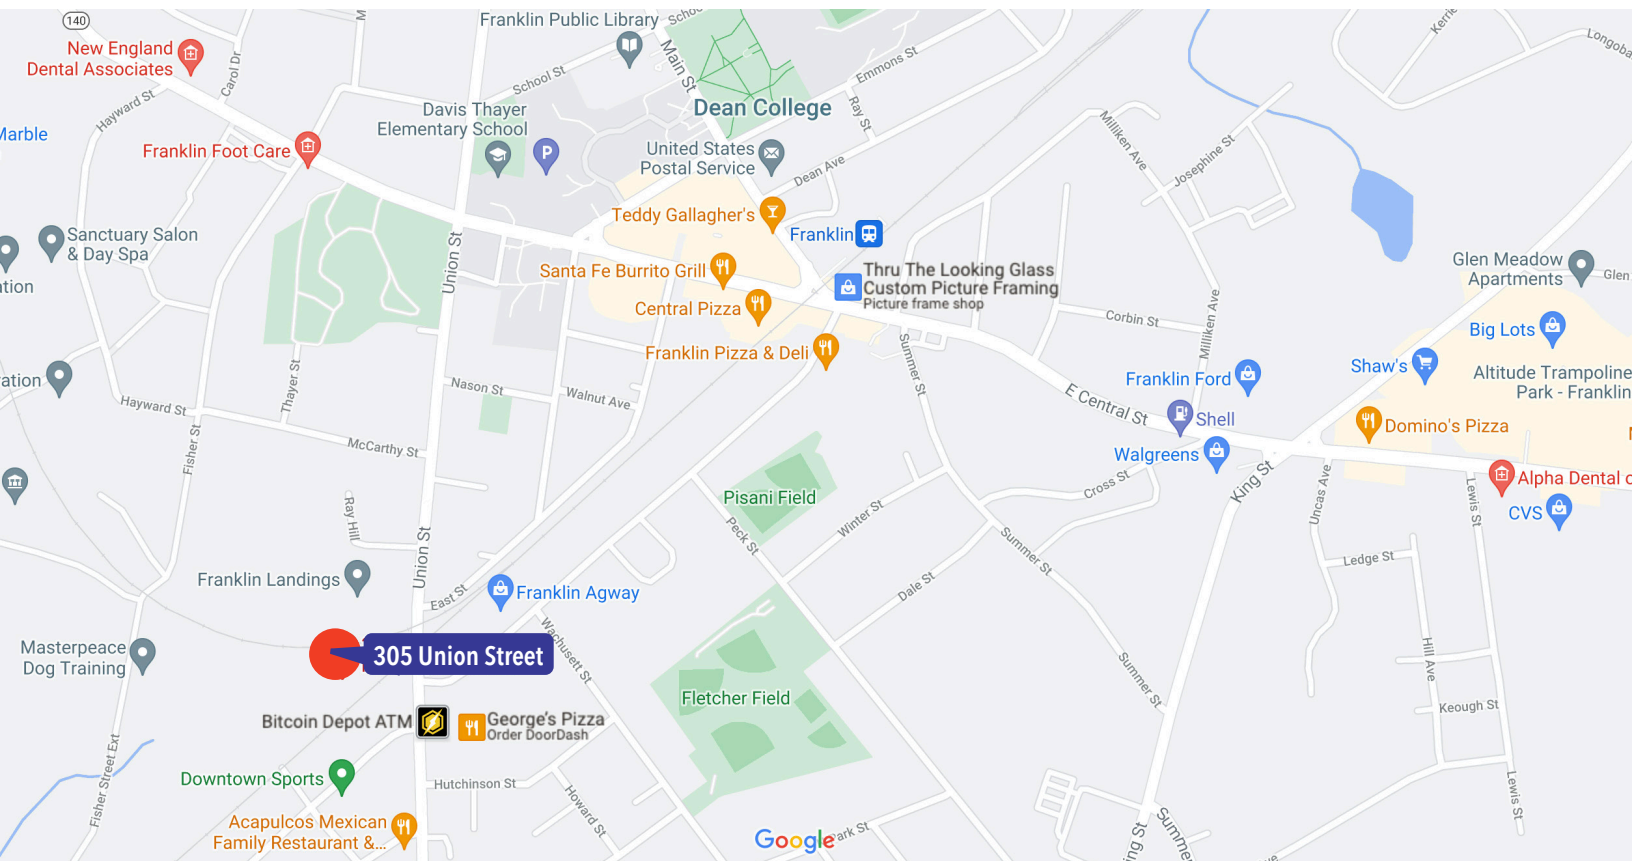 140
Franklin Public Library
New England
Dental Associates
Carol Dr
School St
Main St
Emmons St
Hayward St
Davis Thayer
Elementary School
Dean College
Ray St
Milliken Ave
Marble
Franklin Foot Care
P
United States
Postal Service
Dean Ave
Josephine St
Teddy Gallagher's
Sanctuary Salon
& Day Spa
Union St
Franklin
Santa Fe Burrito Grill
Thru The Looking Glass
Custom Picture Framing
Picture frame shop
Glen Meadow
Apartments
Glen
Central Pizza
Corbin St
Milliken Ave
Big Lots
Franklin Pizza & Deli
Summer St
Shaw's
Franklin Ford
Altitude Trampoline
Park - Franklin
Thayer St
Nason St
Walnut Ave
E Central St
Hayward St
Shell
Domino's Pizza
Fisher St
McCarthy St
Walgreens
King St
Alpha Dental
Pisani Field
Cross St
Uncas Ave
Lewis St
CVS
Ray Hill
Peck St
Winter St
Summer St
Union St
Ledge St
Franklin Landings
East St
Franklin Agway
Dale St
Wachusett St
Masterpeace
Dog Training
305 Union Street
Summer St
Hill Ave
Fletcher Field
Keough St
Bitcoin Depot ATM
George's Pizza
Order DoorDash
Fisher Street Ext
Downtown Sports
Hutchinson St
Howard St
Lewis St
Acapulcos Mexican
Family Restaurant &...
Google
Park St
Summer